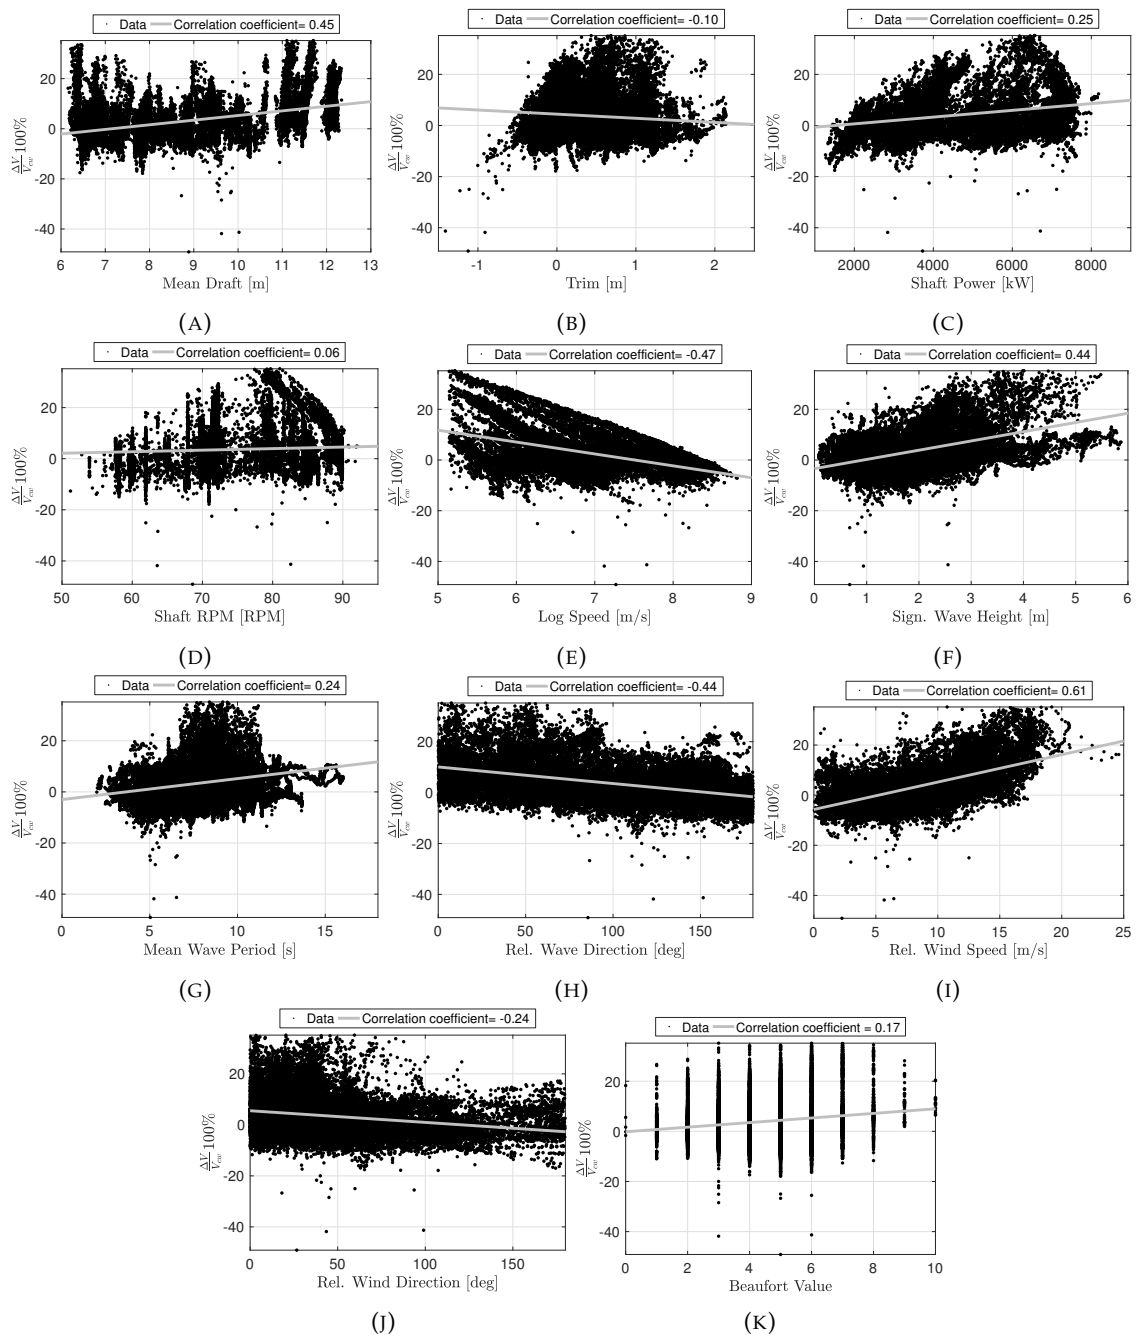 Data Correlation coefficient= 0.45
20
0
-20
-40
ΔV/V_cw 100%
6 7 8 9 10 11 12 13
Mean Draft [m]
(A)
Data Correlation coefficient= -0.10
20
0
-20
-40
ΔV/V_cw 100%
-1 0 1 2
Trim [m]
(B)
Data Correlation coefficient= 0.25
20
0
-20
-40
ΔV/V_cw 100%
2000 4000 6000 8000
Shaft Power [kW]
(C)
Data Correlation coefficient= 0.06
20
0
-20
-40
ΔV/V_cw 100%
50 60 70 80 90
Shaft RPM [RPM]
(D)
Data Correlation coefficient= -0.47
20
0
-20
-40
ΔV/V_cw 100%
5 6 7 8 9
Log Speed [m/s]
(E)
Data Correlation coefficient= 0.44
20
0
-20
-40
ΔV/V_cw 100%
0 1 2 3 4 5 6
Sign. Wave Height [m]
(F)
Data Correlation coefficient= 0.24
20
0
-20
-40
ΔV/V_cw 100%
0 5 10 15
Mean Wave Period [s]
(G)
Data Correlation coefficient= -0.44
20
0
-20
-40
ΔV/V_cw 100%
0 50 100 150
Rel. Wave Direction [deg]
(H)
Data Correlation coefficient= 0.61
20
0
-20
-40
ΔV/V_cw 100%
0 5 10 15 20 25
Rel. Wind Speed [m/s]
(I)
Data Correlation coefficient= -0.24
20
0
-20
-40
ΔV/V_cw 100%
0 50 100 150
Rel. Wind Direction [deg]
(J)
Data Correlation coefficient = 0.17
20
0
-20
-40
ΔV/V_cw 100%
0 2 4 6 8 10
Beaufort Value
(K)